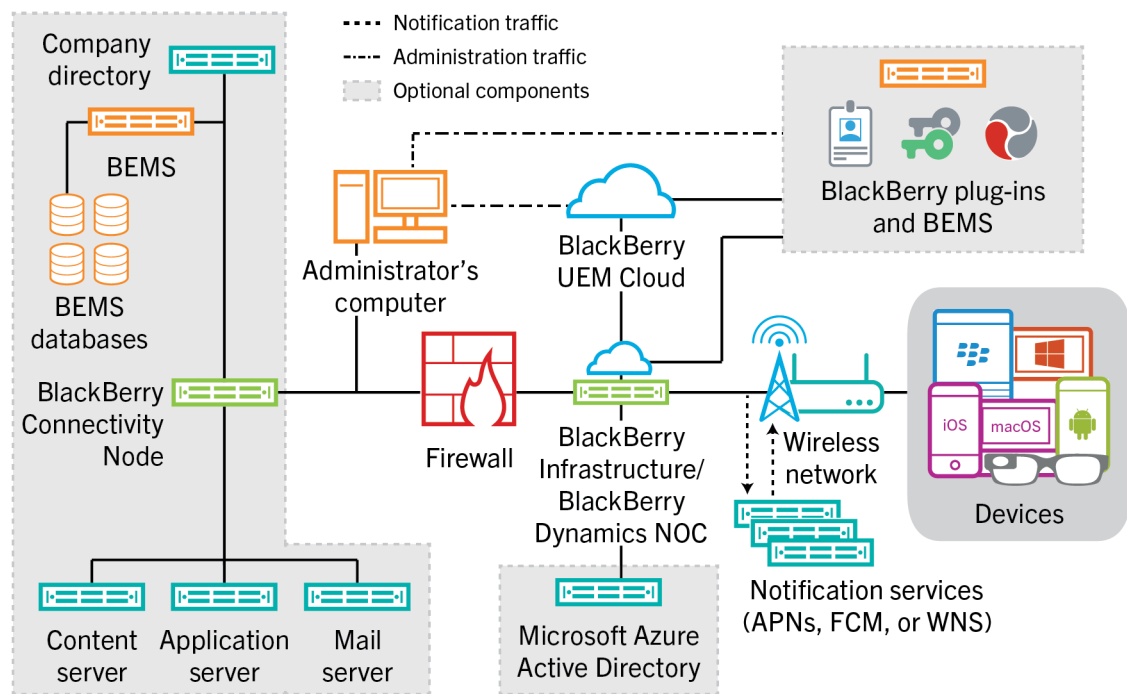 Company
directory
BEMS
BEMS
databases
BlackBerry
Connectivity
Node
Content
server
Application
server
Mail
server
Notification traffic
Administration traffic
Optional components
Administrator's
computer
BlackBerry
UEM Cloud
BlackBerry plug-ins
and BEMS
Firewall
BlackBerry
Infrastructure/
BlackBerry
Dynamics NOC
Microsoft Azure
Active Directory
Wireless
network
Notification services
(APNs, FCM, or WNS)
iOS
macOS
Devices